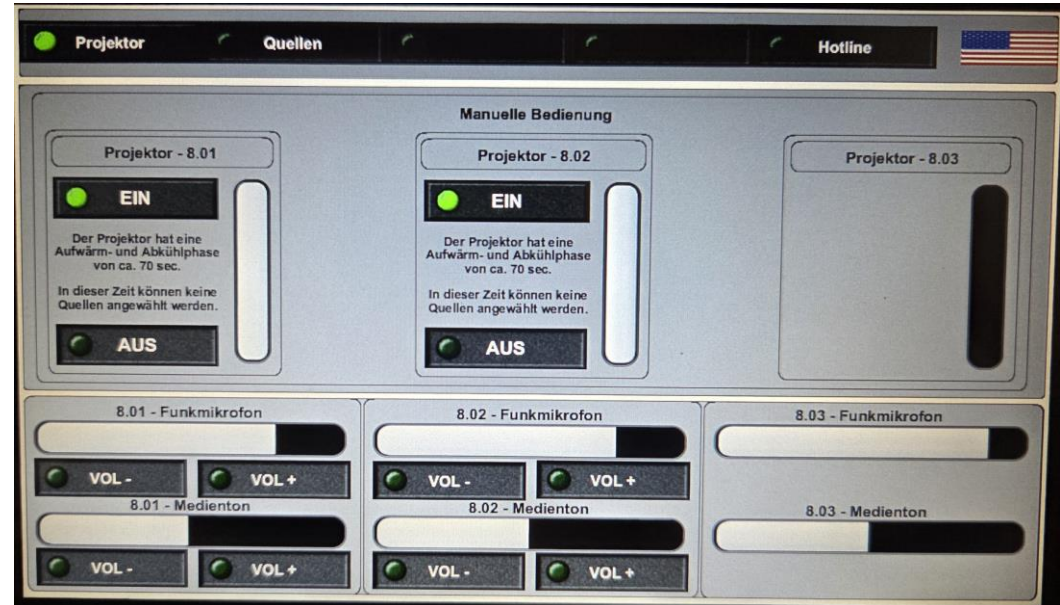 Projektor
Quellen
Hotline
Manuelle Bedienung
Projektor - 8.01
EIN
Der Projektor hat eine
Aufwärm- und Abkühlphase
von ca. 70 sec.
In dieser Zeit können keine
Quellen angewählt werden.
AUS
Projektor - 8.02
EIN
Der Projektor hat eine
Aufwärm- und Abkühlphase
von ca. 70 sec.
In dieser Zeit können keine
Quellen angewählt werden.
AUS
Projektor - 8.03
8.01 - Funkmikrofon
VOL -
VOL +
8.01 - Medienton
VOL -
VOL +
8.02 - Funkmikrofon
VOL -
VOL +
8.02 - Medienton
VOL -
VOL +
8.03 - Funkmikrofon
8.03 - Medienton